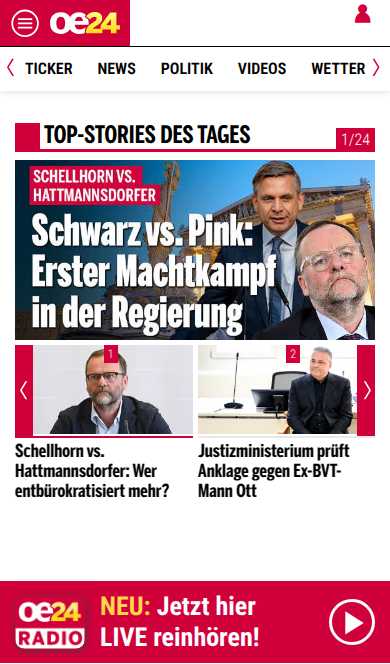 oe24
TICKER NEWS POLITIK VIDEOS WETTER
TOP-STORIES DES TAGES
1/24
SCHELLHORN VS.
HATTMANNSDORFER
Schwarz vs. Pink:
Erster Machtkampf
in der Regierung
1
2
Schellhorn vs.
Hattmannsdorfer: Wer
entbürokratisiert mehr?
Justizministerium prüft
Anklage gegen Ex-BVT-
Mann Ott
oe24
RADIO
NEU: Jetzt hier
LIVE reinhören!